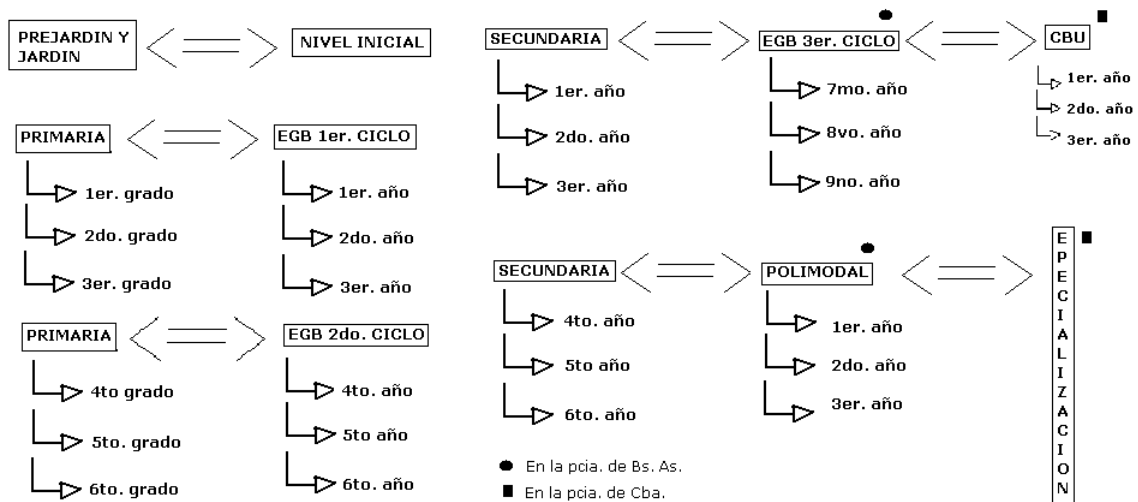 PREJARDIN Y
JARDIN
NIVEL INICIAL
PRIMARIA
EGB 1er. CICLO
1er. grado
1er. año
2do. grado
2do. año
3er. grado
3er. año
PRIMARIA
EGB 2do. CICLO
4to grado
4to. año
5to. grado
5to año
6to. grado
6to. año
SECUNDARIA
EGB 3er. CICLO
CBU
1er. año
7mo. año
1er. año
2do. año
8vo. año
2do. año
3er. año
9no. año
3er. año
SECUNDARIA
POLIMODAL
EPECIALIZACION
4to. año
1er. año
5to año
2do. año
6to. año
3er. año
En la pcia. de Bs. As.
En la pcia. de Cba.